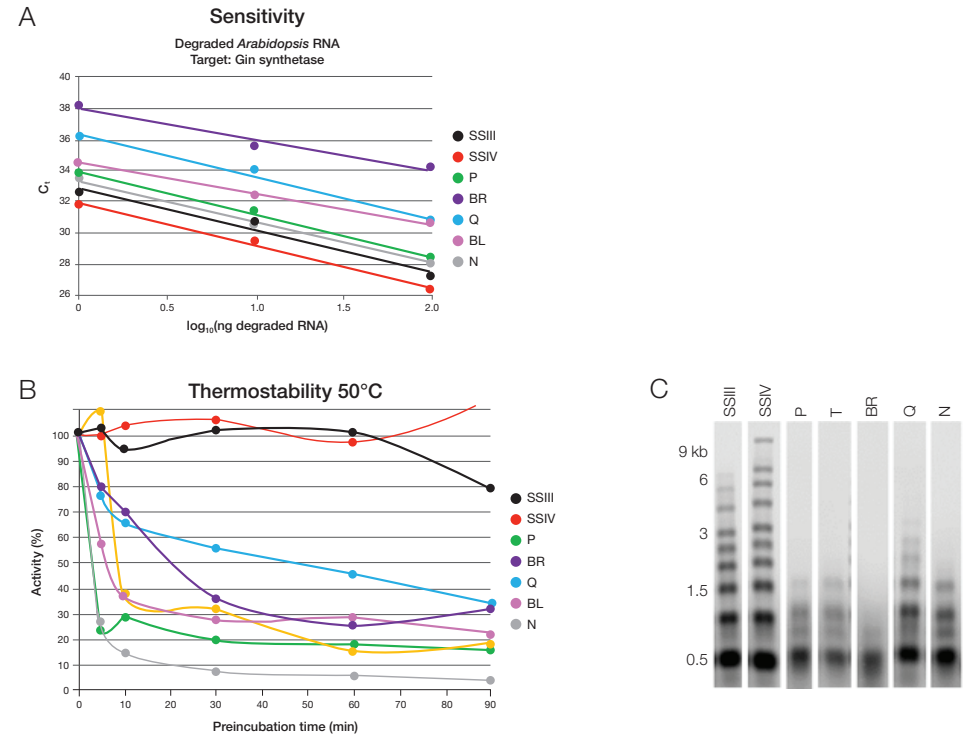 A
Sensitivity
Degraded Arabidopsis RNA
Target: Gin synthetase
40
38
36
34
32
30
28
26
Ct
0
0.5
1.0
1.5
2.0
log10(ng degraded RNA)
SSIII
SSIV
P
BR
Q
BL
N
B
Thermostability 50°C
100
90
80
70
60
50
40
30
20
10
0
Activity (%)
0
10
20
30
40
50
60
70
80
90
Preincubation time (min)
SSIII
SSIV
P
BR
Q
BL
N
C
SSIII
SSIV
P
T
BR
Q
N
9 kb
6
3
1.5
0.5